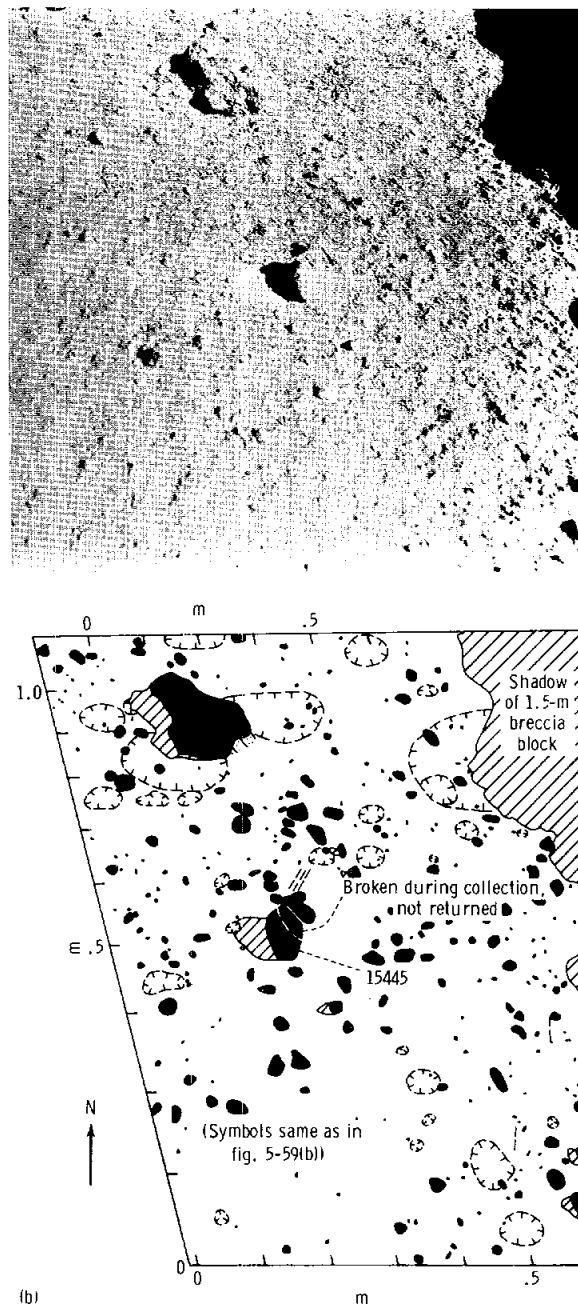 0 m .5
1.0
Shadow
of 1.5-m
breccia
block
Broken during collection,
not returned
m .5
15445
N
(Symbols same as in
fig. 5-59(b))
0
0 m .5
(b)